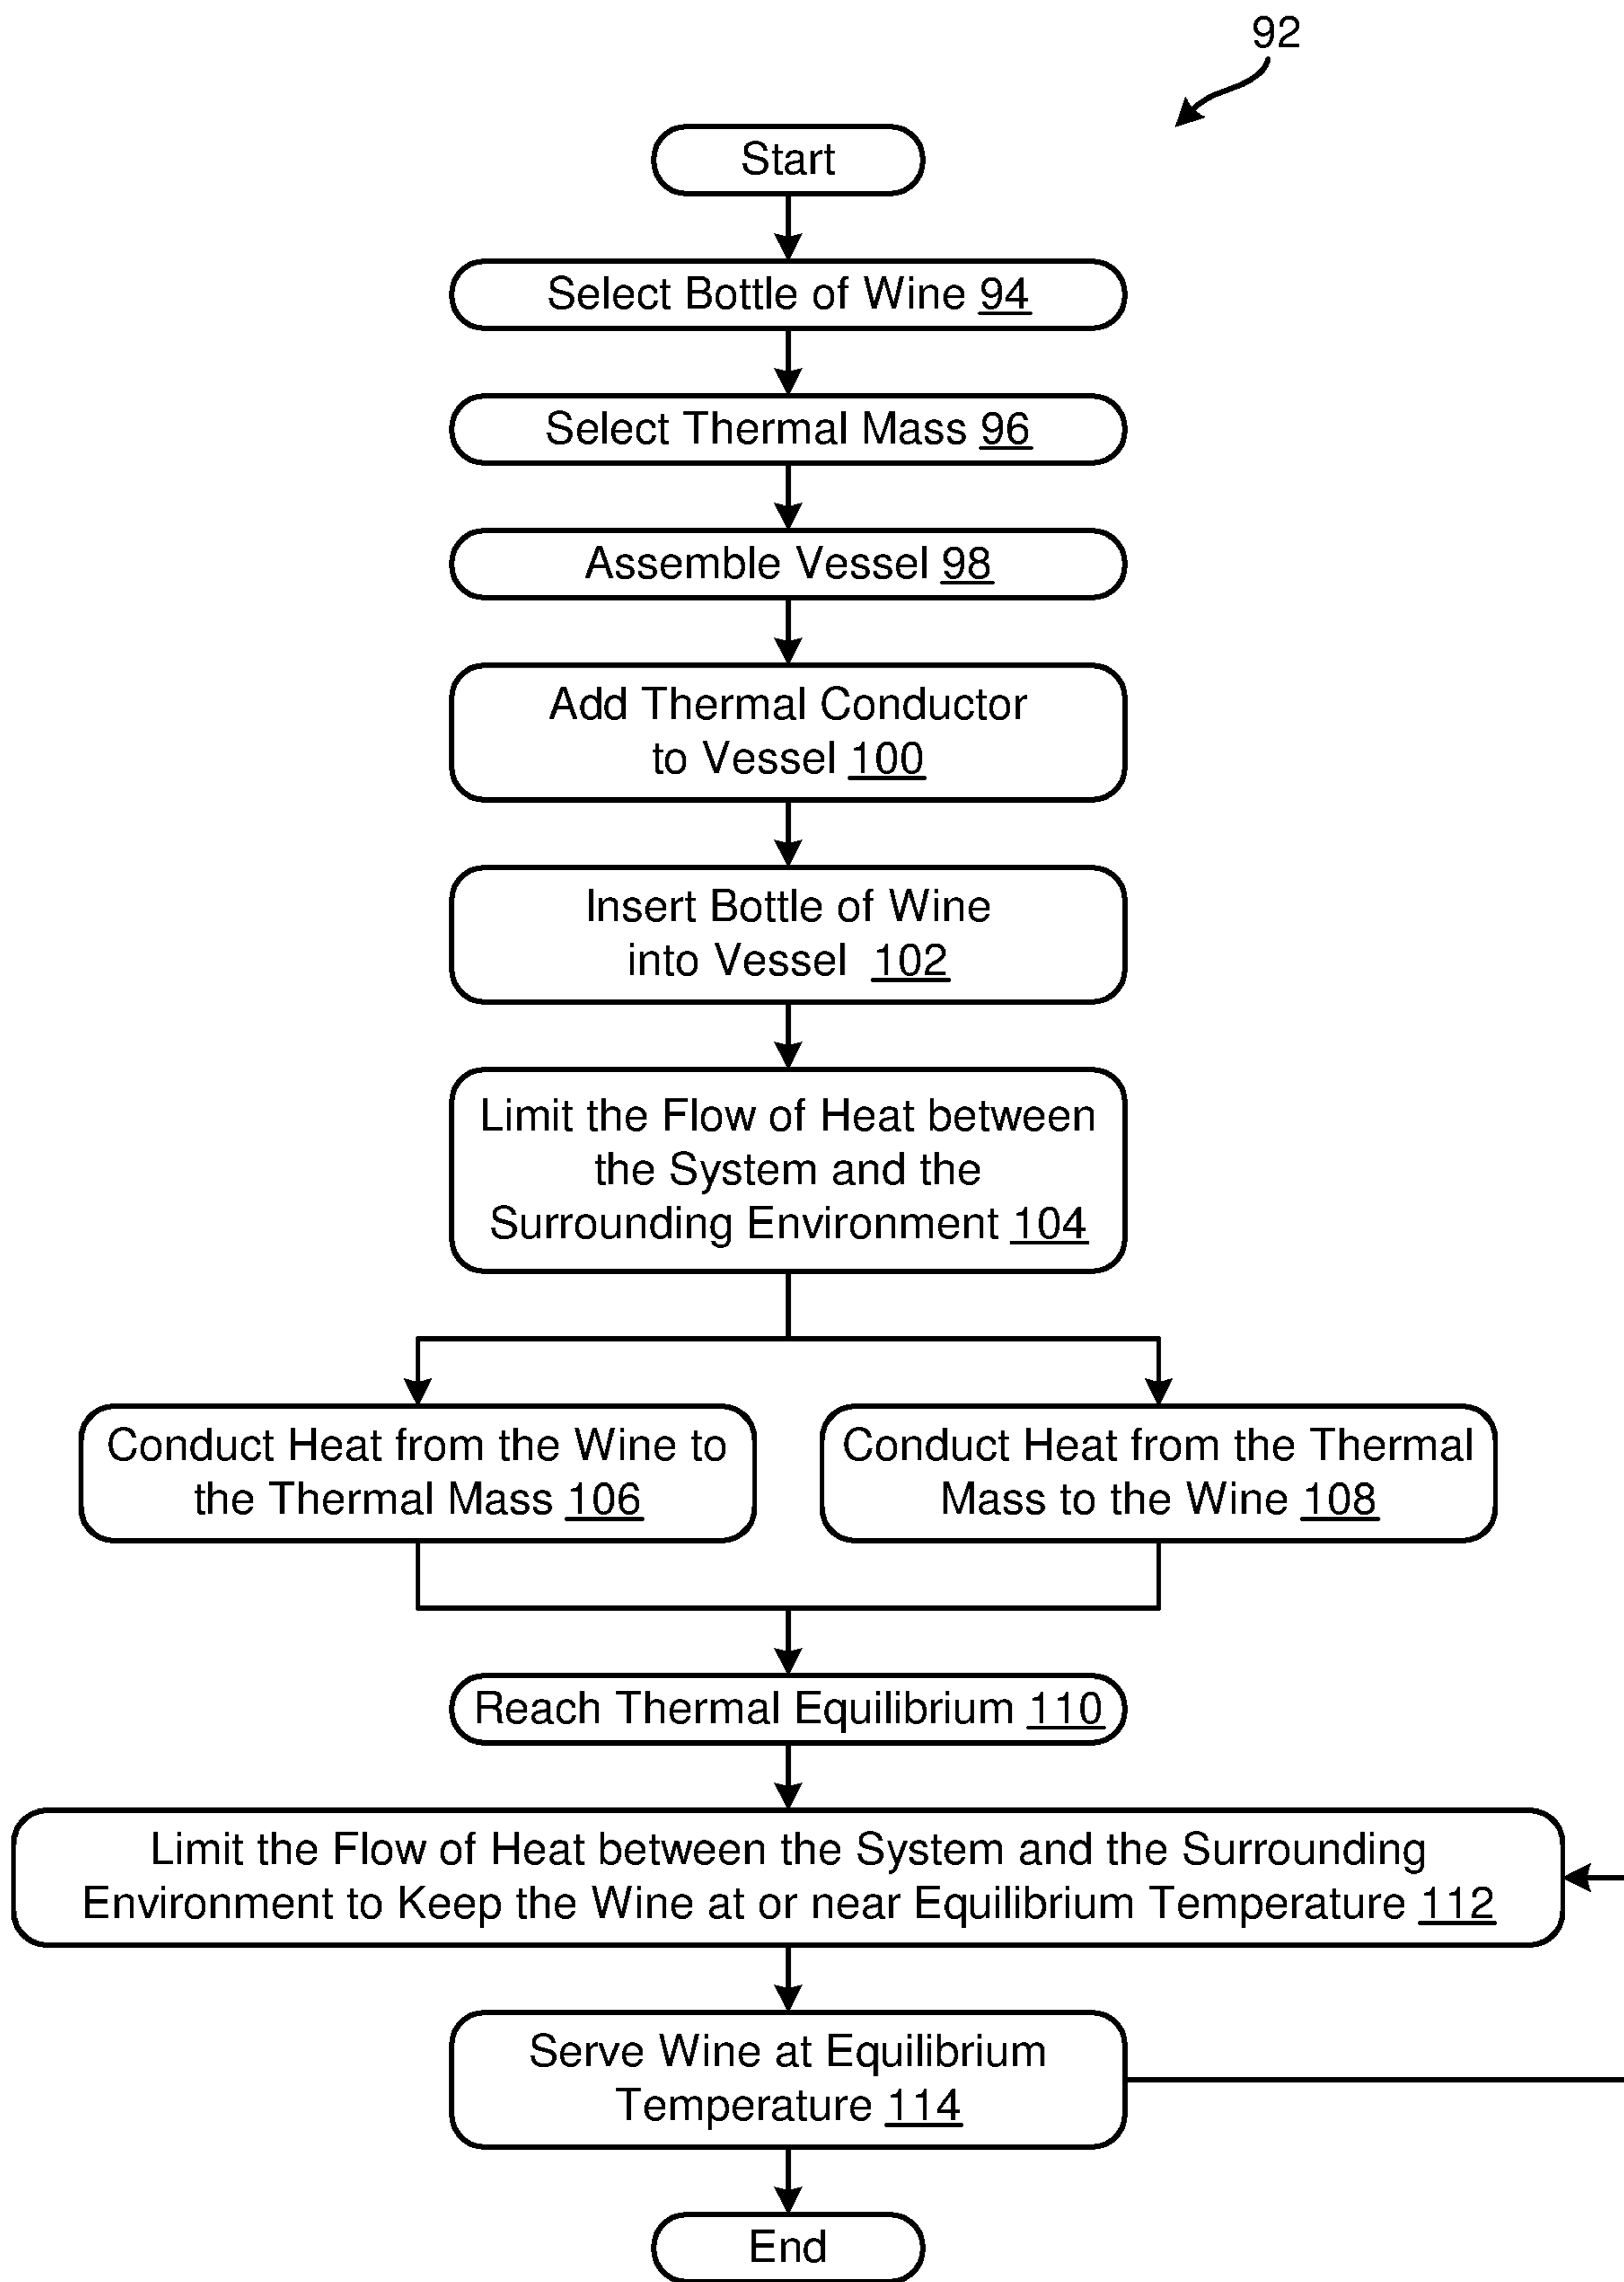 92
Start
Select Bottle of Wine 94
Select Thermal Mass 96
Assemble Vessel 98
Add Thermal Conductor
to Vessel 100
Insert Bottle of Wine
into Vessel 102
Limit the Flow of Heat between
the System and the
Surrounding Environment 104
Conduct Heat from the Wine to
the Thermal Mass 106
Conduct Heat from the Thermal
Mass to the Wine 108
Reach Thermal Equilibrium 110
Limit the Flow of Heat between the System and the Surrounding
Environment to Keep the Wine at or near Equilibrium Temperature 112
Serve Wine at Equilibrium
Temperature 114
End